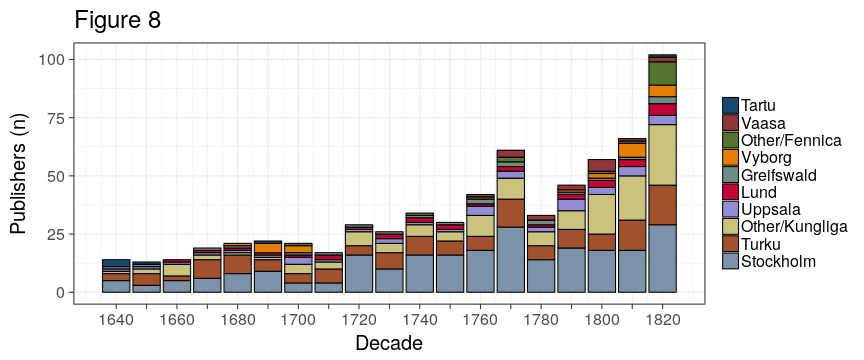 Figure 8
Publishers (n)
100
75
50
25
0
1640 1660 1680 1700 1720 1740 1760 1780 1800 1820
Decade
Tartu
Vaasa
Other/Fennica
Vyborg
Greifswald
Lund
Uppsala
Other/Kungliga
Turku
Stockholm